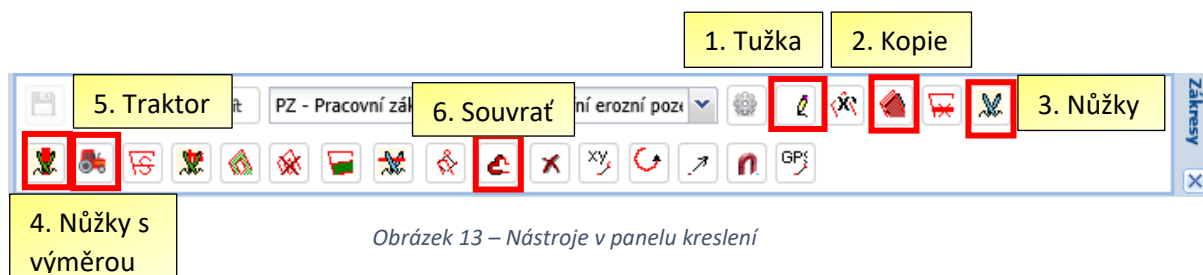 1. Tužka
2. Kopie
5. Traktor
ít
PZ - Pracovní zák
6. Souvrať
ní erozní poze
3. Nůžky
Zákresy
xy
GPS
4. Nůžky s
výměrou
Obrázek 13 – Nástroje v panelu kreslení